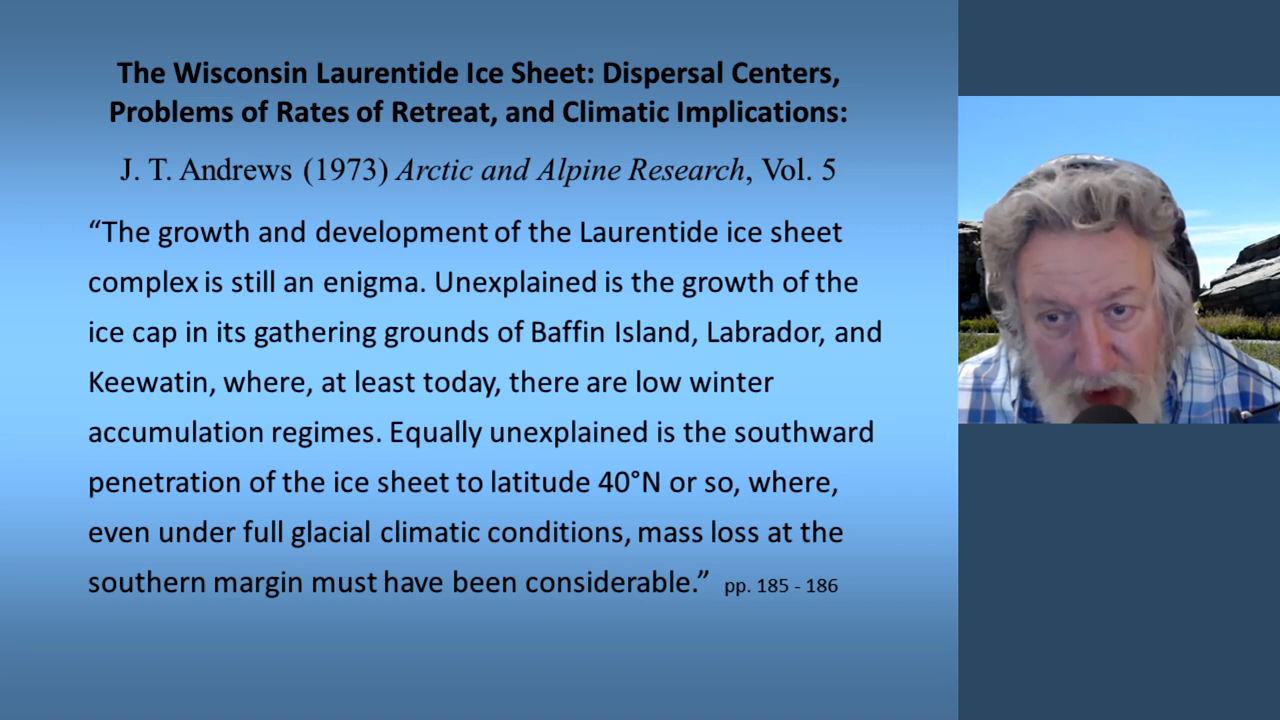 The Wisconsin Laurentide Ice Sheet: Dispersal Centers,
Problems of Rates of Retreat, and Climatic Implications:
J. T. Andrews (1973) Arctic and Alpine Research, Vol. 5
“The growth and development of the Laurentide ice sheet
complex is still an enigma. Unexplained is the growth of the
ice cap in its gathering grounds of Baffin Island, Labrador, and
Keewatin, where, at least today, there are low winter
accumulation regimes. Equally unexplained is the southward
penetration of the ice sheet to latitude 40°N or so, where,
even under full glacial climatic conditions, mass loss at the
southern margin must have been considerable.” pp. 185 - 186